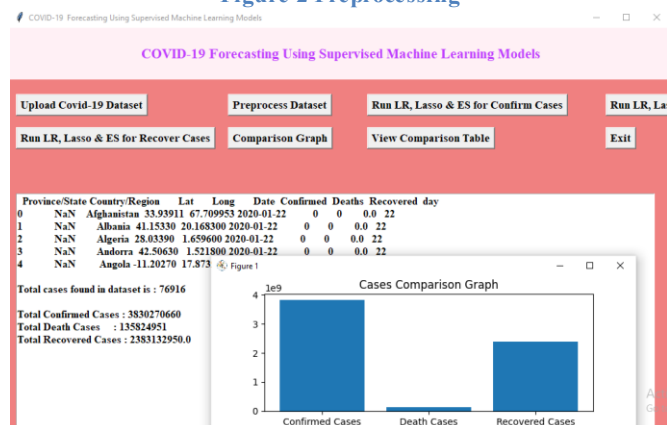 Figure 2 Preprocessing
COVID-19 Forecasting Using Supervised Machine Learning Models
COVID-19 Forecasting Using Supervised Machine Learning Models
Upload Covid-19 Dataset Preprocess Dataset Run LR, Lasso & ES for Confirm Cases Run LR, La
Run LR, Lasso & ES for Recover Cases Comparison Graph View Comparison Table Exit
Province/State Country/Region Lat Long Date Confirmed Deaths Recovered day
0 NaN Afghanistan 33.93911 67.709953 2020-01-22 0 0 0.0 22
1 NaN Albania 41.15330 20.168300 2020-01-22 0 0 0.0 22
2 NaN Algeria 28.03390 1.659600 2020-01-22 0 0 0.0 22
3 NaN Andorra 42.50630 1.521800 2020-01-22 0 0 0.0 22
4 NaN Angola -11.20270 17.873
Total cases found in dataset is : 76916
Total Confirmed Cases : 3830270660
Total Death Cases : 135824951
Total Recovered Cases : 2383132950.0
Figure 1
Cases Comparison Graph
1e9
4
3
2
1
0
Confirmed Cases Death Cases Recovered Cases